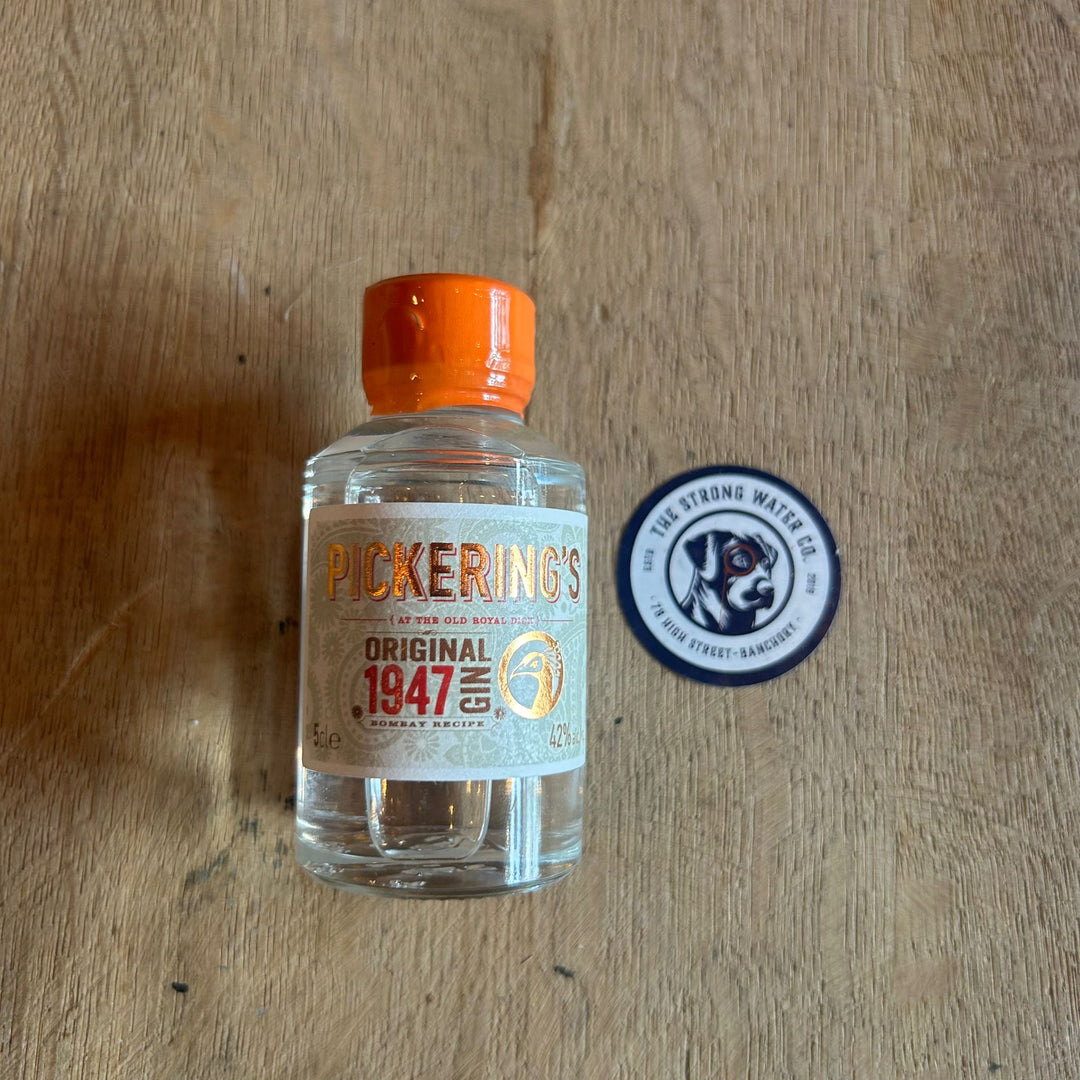 PICKERING'S
{ AT THE OLD ROYAL DICK }
ORIGINAL
1947
GIN
BOMBAY RECIPE
5cl e
42%
THE STRONG WATER CO.
ESTD 2019
· 78 HIGH STREET-BANCHORY ·